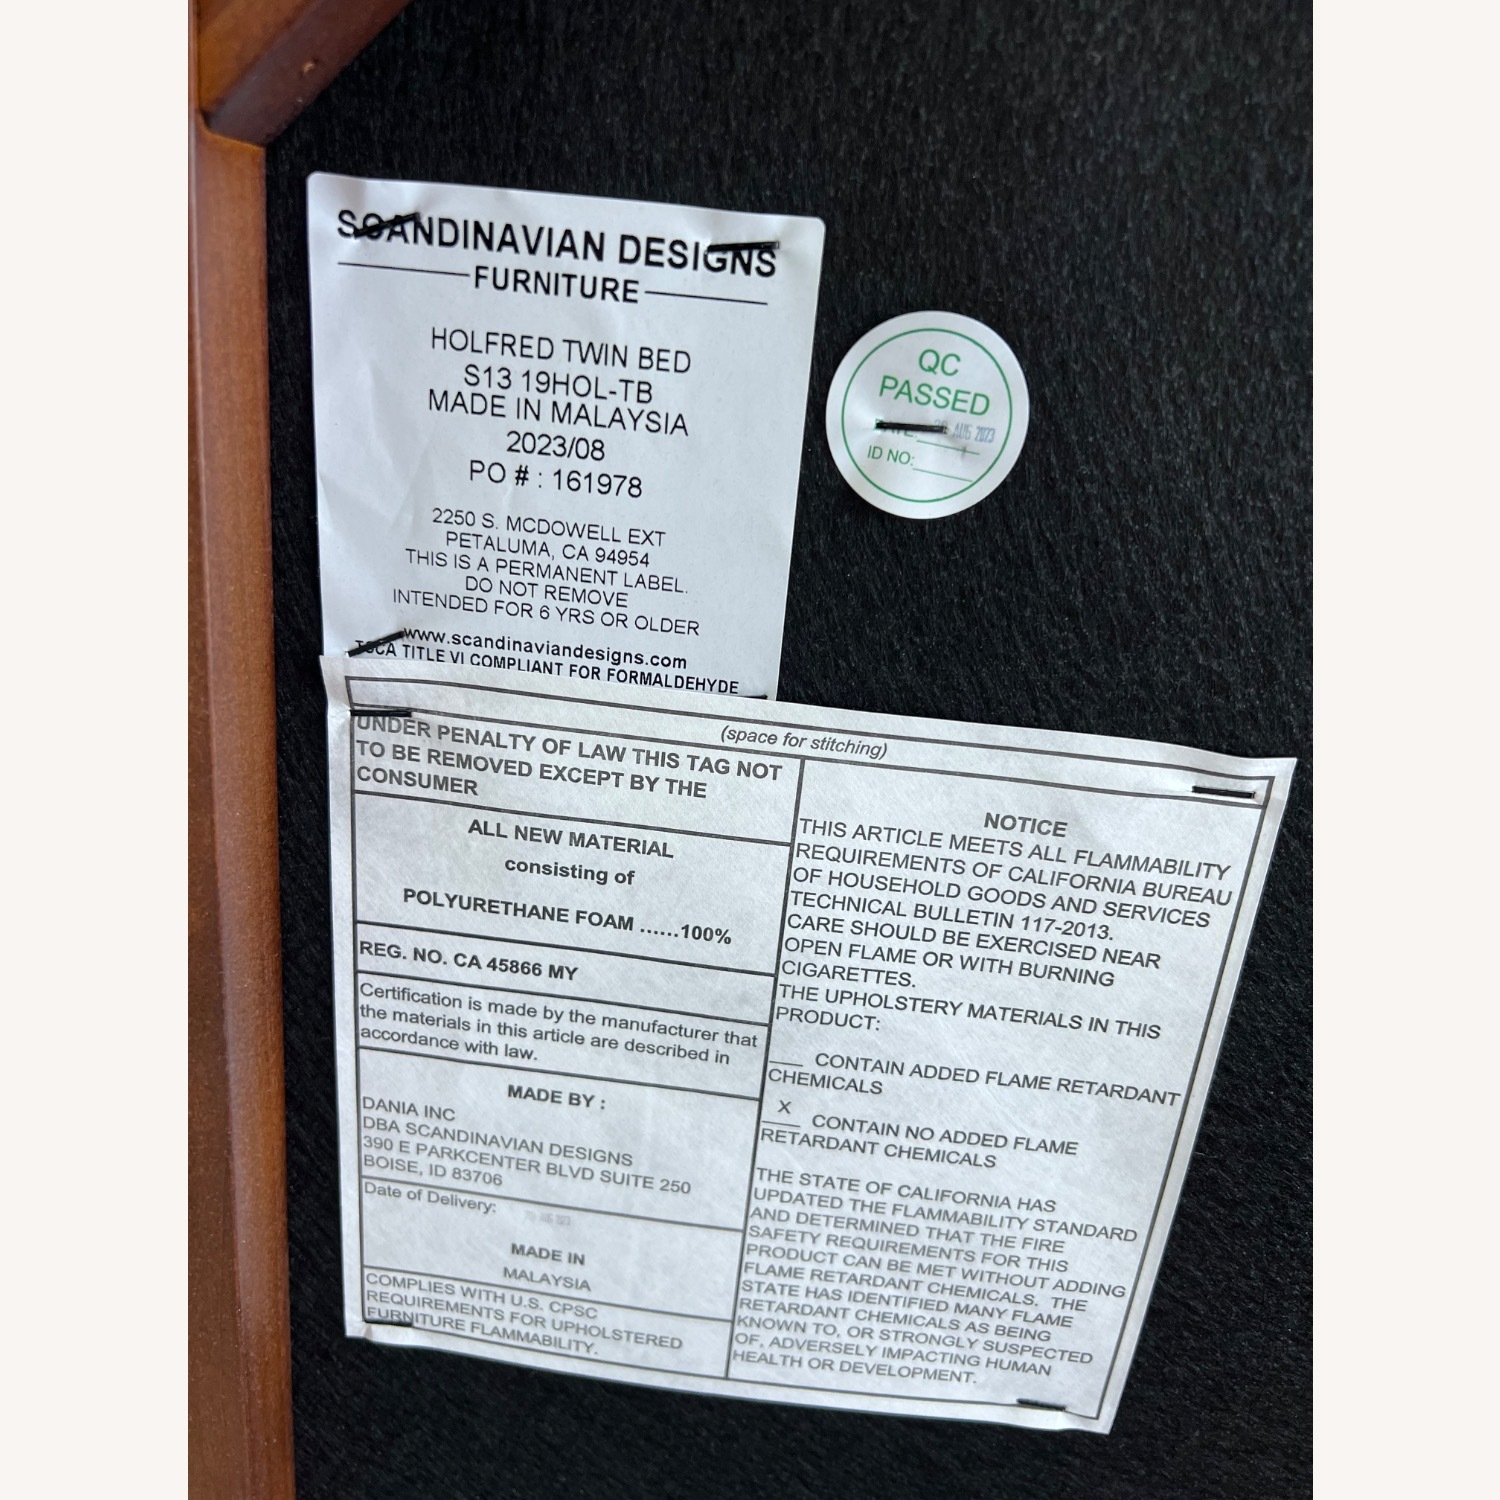 SCANDINAVIAN DESIGNS
FURNITURE
HOLFRED TWIN BED
S13 19HOL-TB
MADE IN MALAYSIA
2023/08
PO # : 161978
2250 S. MCDOWELL EXT
PETALUMA, CA 94954
THIS IS A PERMANENT LABEL.
DO NOT REMOVE
INTENDED FOR 6 YRS OR OLDER
www.scandinaviandesigns.com
TSCA TITLE VI COMPLIANT FOR FORMALDEHYDE
QC
PASSED
DATE: AUG 2023
ID NO:
(space for stitching)
UNDER PENALTY OF LAW THIS TAG NOT
TO BE REMOVED EXCEPT BY THE
CONSUMER
ALL NEW MATERIAL
consisting of
POLYURETHANE FOAM ......100%
REG. NO. CA 45866 MY
Certification is made by the manufacturer that
the materials in this article are described in
accordance with law.
MADE BY :
DANIA INC
DBA SCANDINAVIAN DESIGNS
390 E PARKCENTER BLVD SUITE 250
BOISE, ID 83706
Date of Delivery:
MADE IN
MALAYSIA
COMPLIES WITH U.S. CPSC
REQUIREMENTS FOR UPHOLSTERED
FURNITURE FLAMMABILITY.
NOTICE
THIS ARTICLE MEETS ALL FLAMMABILITY
REQUIREMENTS OF CALIFORNIA BUREAU
OF HOUSEHOLD GOODS AND SERVICES
TECHNICAL BULLETIN 117-2013.
CARE SHOULD BE EXERCISED NEAR
OPEN FLAME OR WITH BURNING
CIGARETTES.
THE UPHOLSTERY MATERIALS IN THIS
PRODUCT:
___ CONTAIN ADDED FLAME RETARDANT
CHEMICALS
X CONTAIN NO ADDED FLAME
RETARDANT CHEMICALS
THE STATE OF CALIFORNIA HAS
UPDATED THE FLAMMABILITY STANDARD
AND DETERMINED THAT THE FIRE
SAFETY REQUIREMENTS FOR THIS
PRODUCT CAN BE MET WITHOUT ADDING
FLAME RETARDANT CHEMICALS. THE
STATE HAS IDENTIFIED MANY FLAME
RETARDANT CHEMICALS AS BEING
KNOWN TO, OR STRONGLY SUSPECTED
OF, ADVERSELY IMPACTING HUMAN
HEALTH OR DEVELOPMENT.